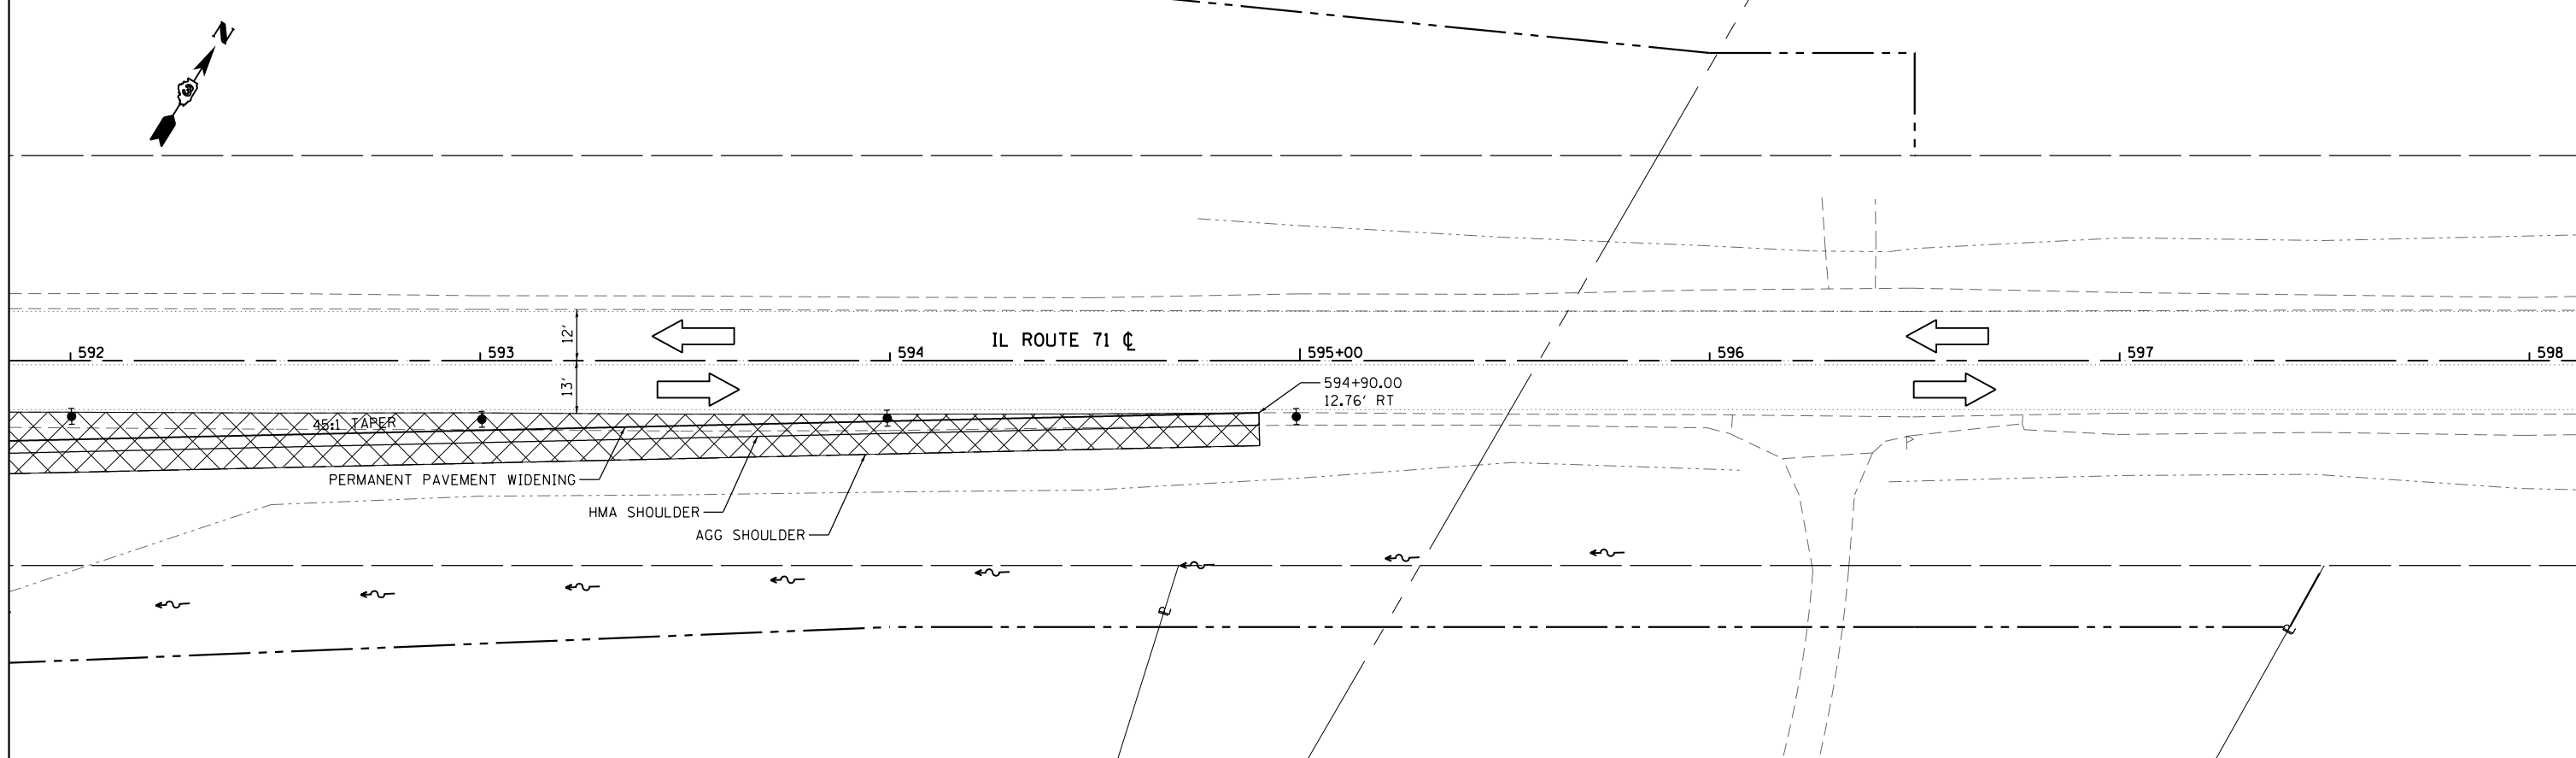 N
3
12'
IL ROUTE 71 ℄
592
593
594
595+00
596
597
598
13'
594+90.00
12.76' RT
45:1 TAPER
PERMANENT PAVEMENT WIDENING
HMA SHOULDER
AGG SHOULDER
P